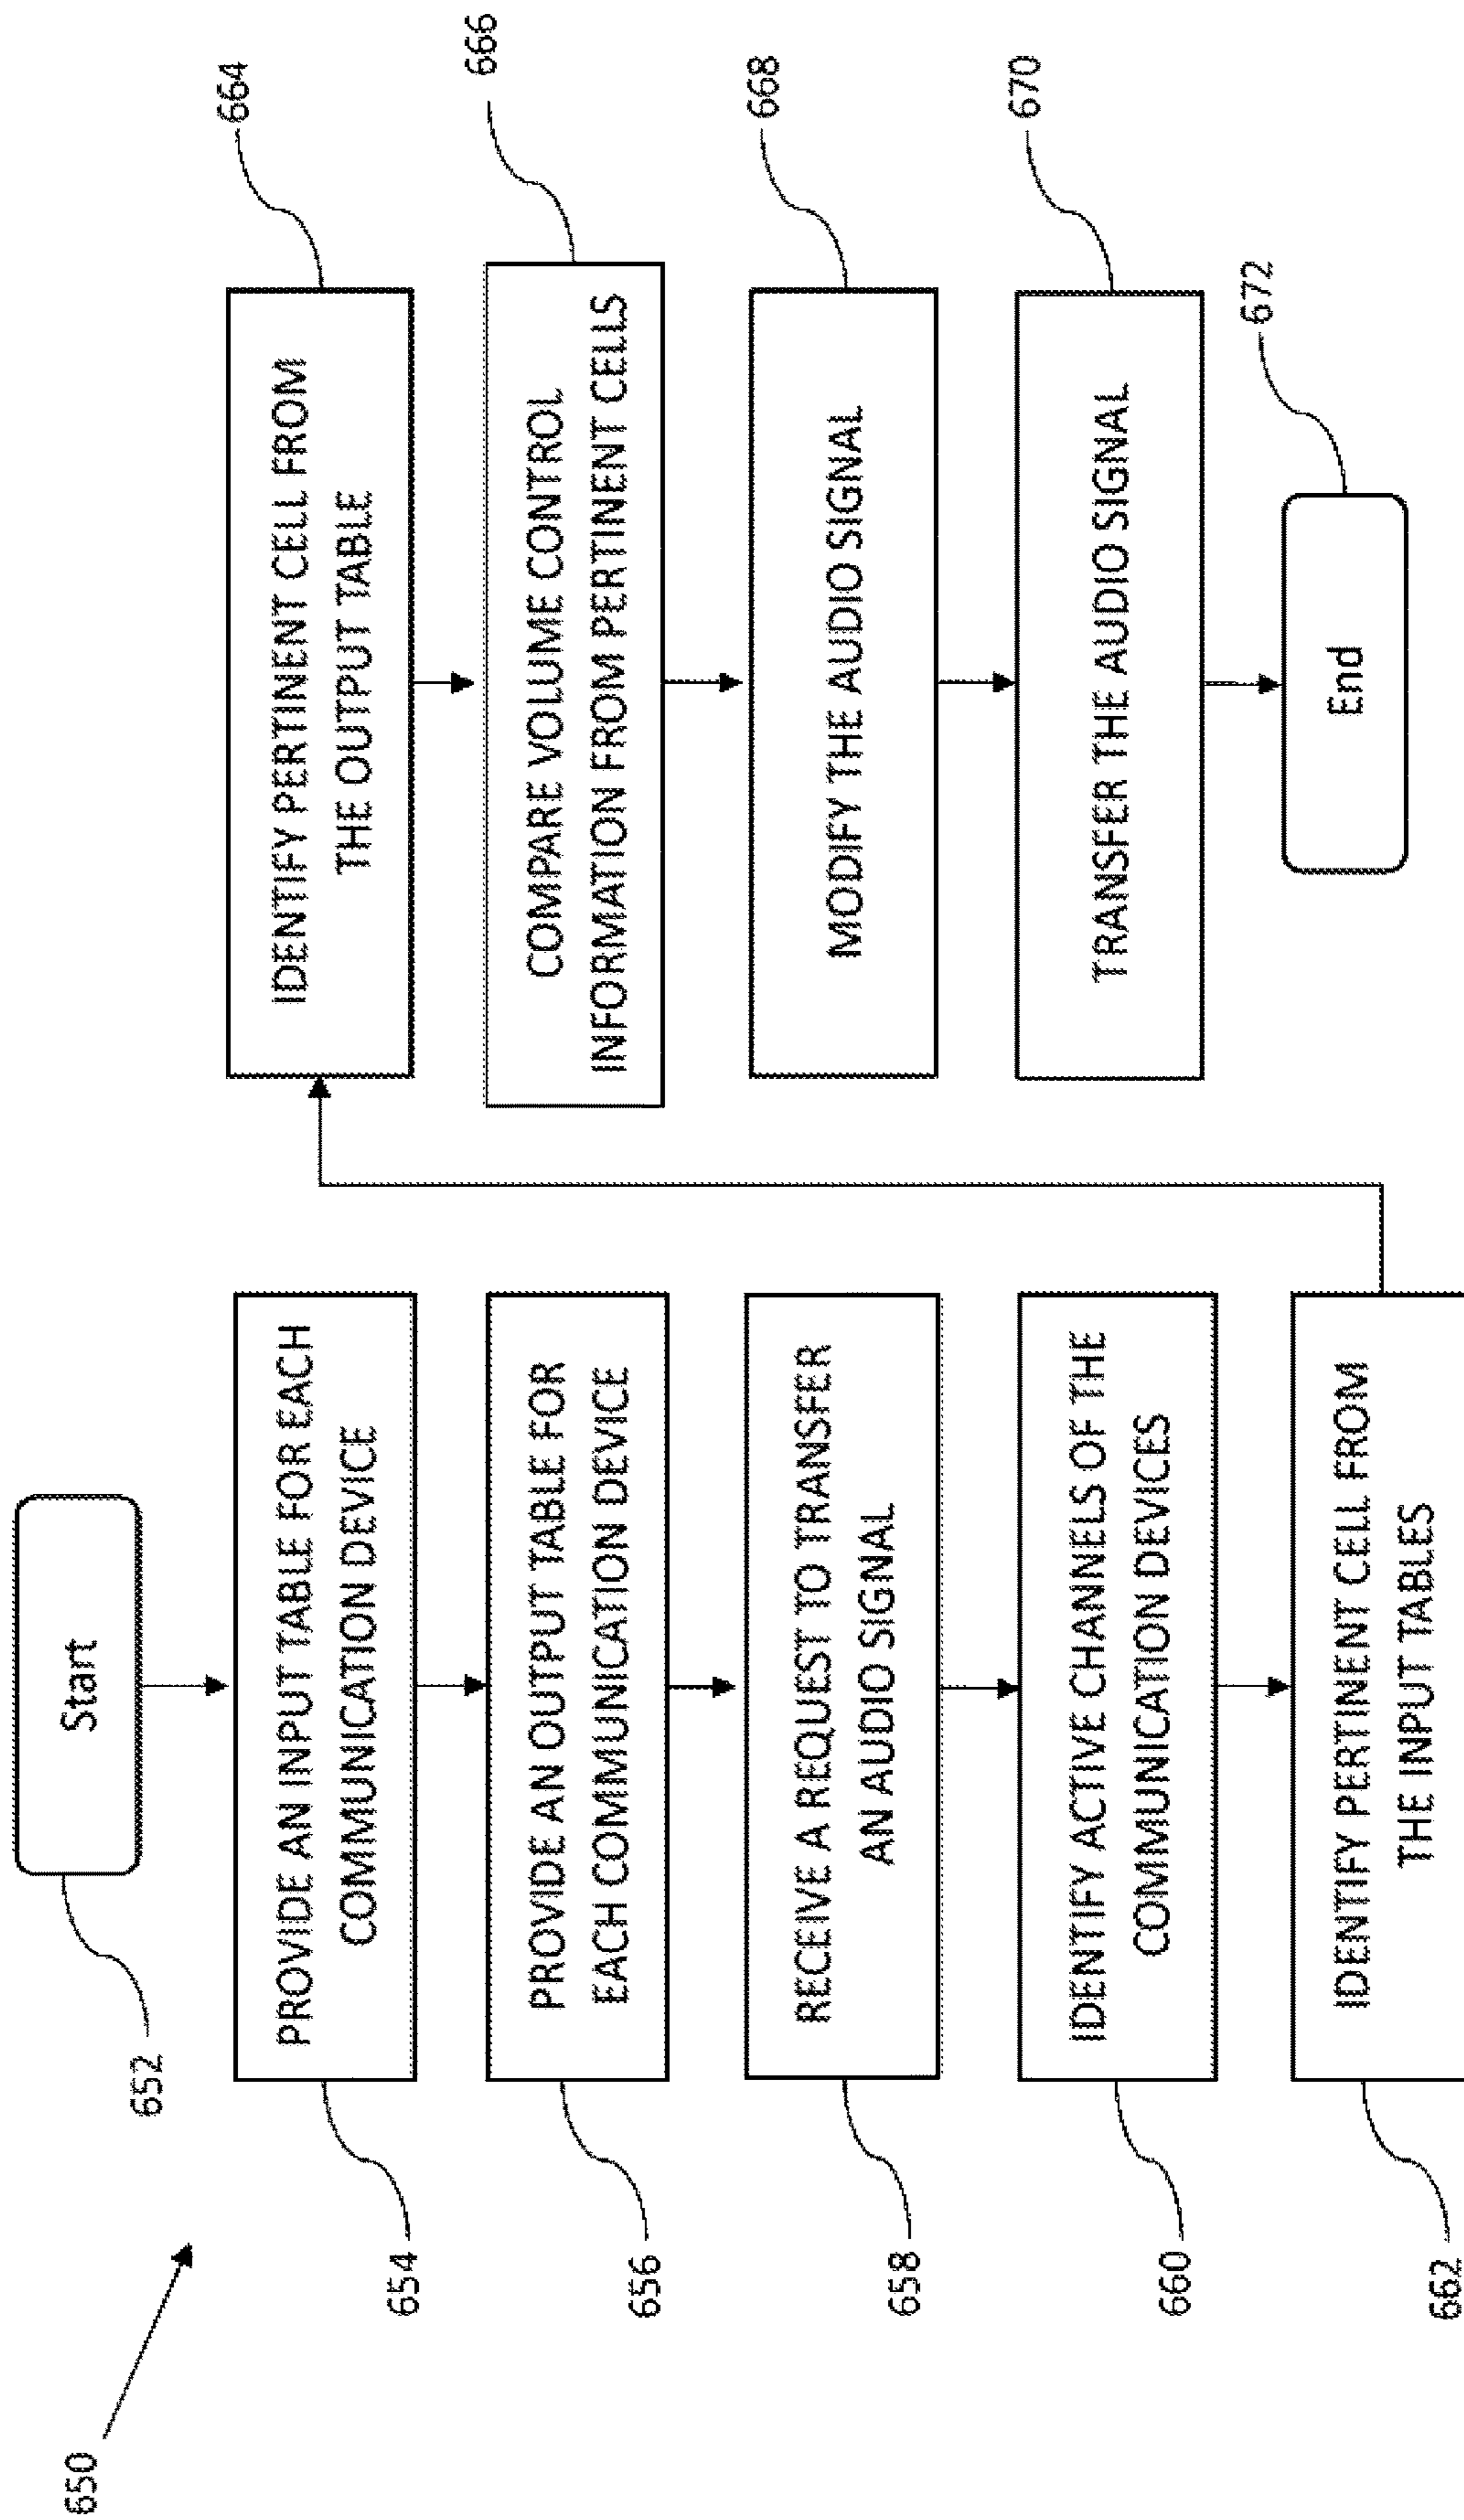 650
Start
652
PROVIDE AN INPUT TABLE FOR EACH
COMMUNICATION DEVICE
654
PROVIDE AN OUTPUT TABLE FOR
EACH COMMUNICATION DEVICE
656
RECEIVE A REQUEST TO TRANSFER
AN AUDIO SIGNAL
658
IDENTIFY ACTIVE CHANNELS OF THE
COMMUNICATION DEVICES
660
IDENTIFY PERTINENT CELL FROM
THE INPUT TABLES
662
IDENTIFY PERTINENT CELL FROM
THE OUTPUT TABLE
664
COMPARE VOLUME CONTROL
INFORMATION FROM PERTINENT CELLS
666
MODIFY THE AUDIO SIGNAL
668
TRANSFER THE AUDIO SIGNAL
670
End
672